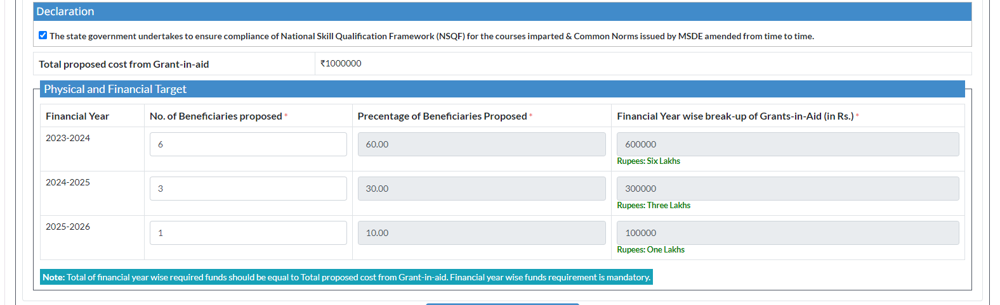 Declaration
The state government undertakes to ensure compliance of National Skill Qualification Framework (NSQF) for the courses imparted & Common Norms issued by MSDE amended from time to time.
Total proposed cost from Grant-in-aid ₹1000000
Physical and Financial Target
Financial Year No. of Beneficiaries proposed * Precentage of Beneficiaries Proposed * Financial Year wise break-up of Grants-in-Aid (in Rs.) *
2023-2024 6 60.00 600000
Rupees: Six Lakhs
2024-2025 3 30.00 300000
Rupees: Three Lakhs
2025-2026 1 10.00 100000
Rupees: One Lakhs
Note: Total of financial year wise required funds should be equal to Total proposed cost from Grant-in-aid. Financial year wise funds requirement is mandatory.